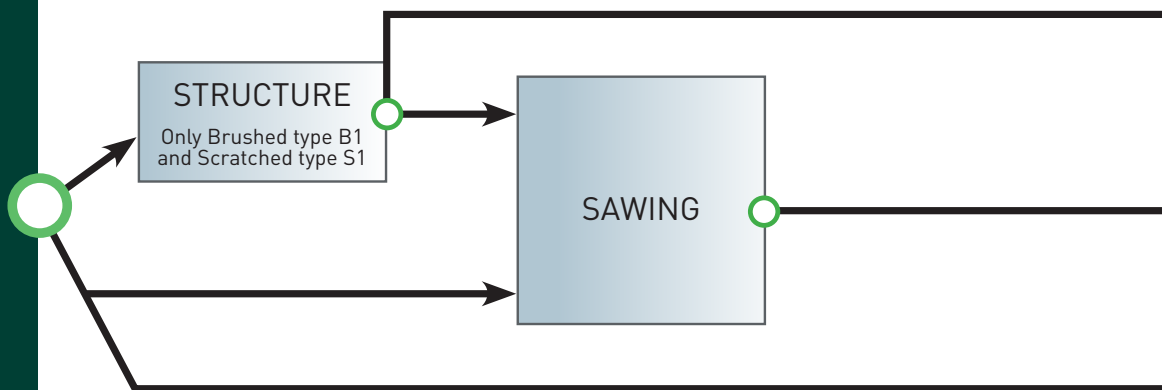 STRUCTURE
Only Brushed type B1
and Scratched type S1
SAWING